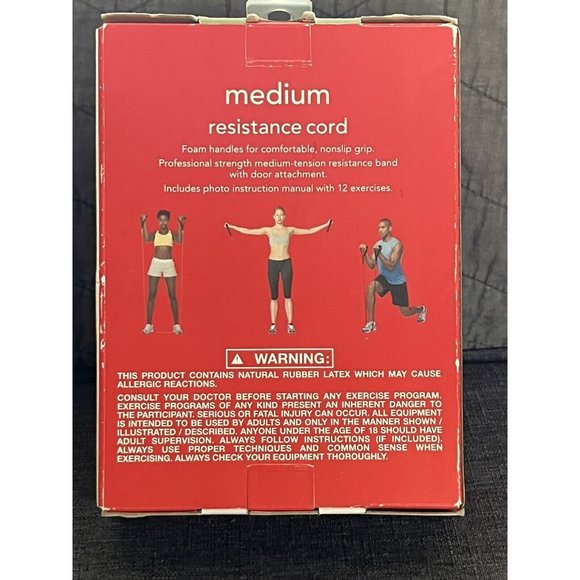 medium
resistance cord
Foam handles for comfortable, nonslip grip.
Professional strength medium-tension resistance band
with door attachment.
Includes photo instruction manual with 12 exercises.
WARNING:
THIS PRODUCT CONTAINS NATURAL RUBBER LATEX WHICH MAY CAUSE
ALLERGIC REACTIONS.
CONSULT YOUR DOCTOR BEFORE STARTING ANY EXERCISE PROGRAM.
EXERCISE PROGRAMS OF ANY KIND PRESENT AN INHERENT DANGER TO
THE PARTICIPANT. SERIOUS OR FATAL INJURY CAN OCCUR. ALL EQUIPMENT
IS INTENDED TO BE USED BY ADULTS AND ONLY IN THE MANNER SHOWN /
ILLUSTRATED / DESCRIBED. ANYONE UNDER THE AGE OF 18 SHOULD HAVE
ADULT SUPERVISION. ALWAYS FOLLOW INSTRUCTIONS (IF INCLUDED).
ALWAYS USE PROPER TECHNIQUES AND COMMON SENSE WHEN
EXERCISING. ALWAYS CHECK YOUR EQUIPMENT THOROUGHLY.